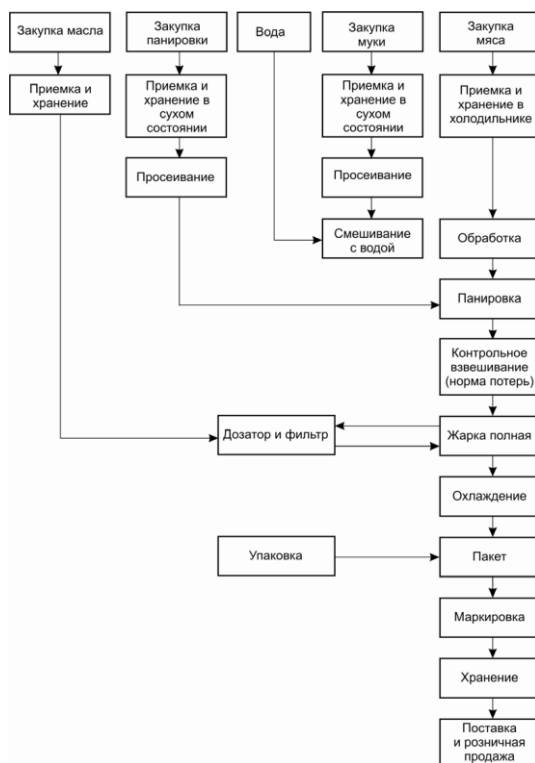 Закупка масла
Закупка
панировки
Вода
Закупка
муки
Закупка
мяса
Приемка и
хранение
Приемка и
хранение в
сухом
состоянии
Приемка и
хранение в
сухом
состоянии
Приемка и
хранение в
холодильнике
Просеивание
Просеивание
Смешивание
с водой
Обработка
Панировка
Контрольное
взвешивание
(норма потерь)
Дозатор и фильтр
Жарка полная
Охлаждение
Упаковка
Пакет
Маркировка
Хранение
Поставка
и розничная
продажа